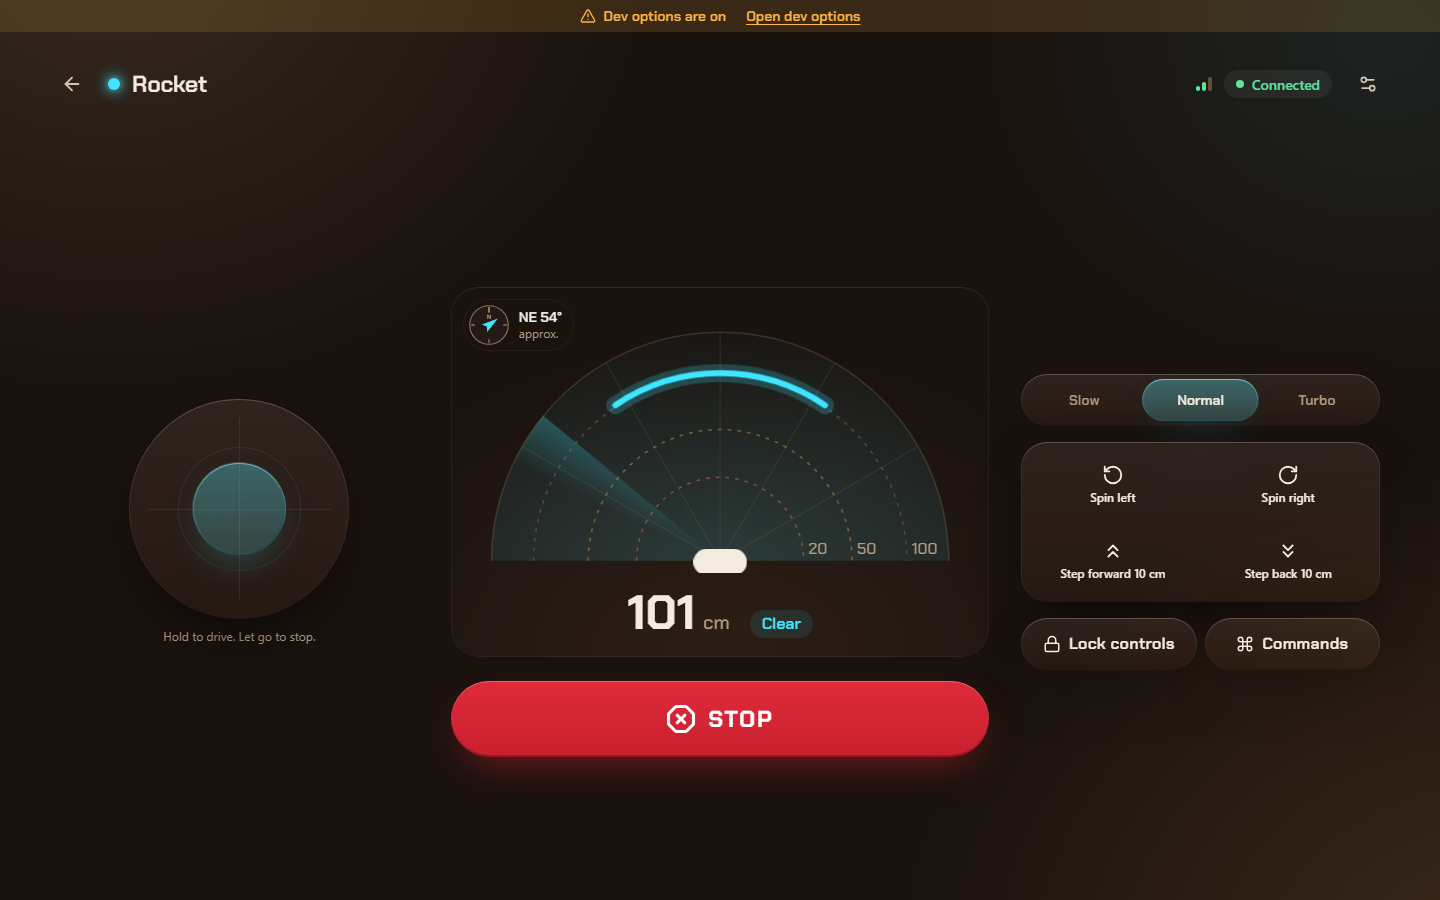 Dev options are on Open dev options
Rocket
Connected
N
NE 54°
approx.
20 50 100
101 cm Clear
Hold to drive. Let go to stop.
STOP
Slow Normal Turbo
Spin left Spin right
Step forward 10 cm Step back 10 cm
Lock controls Commands